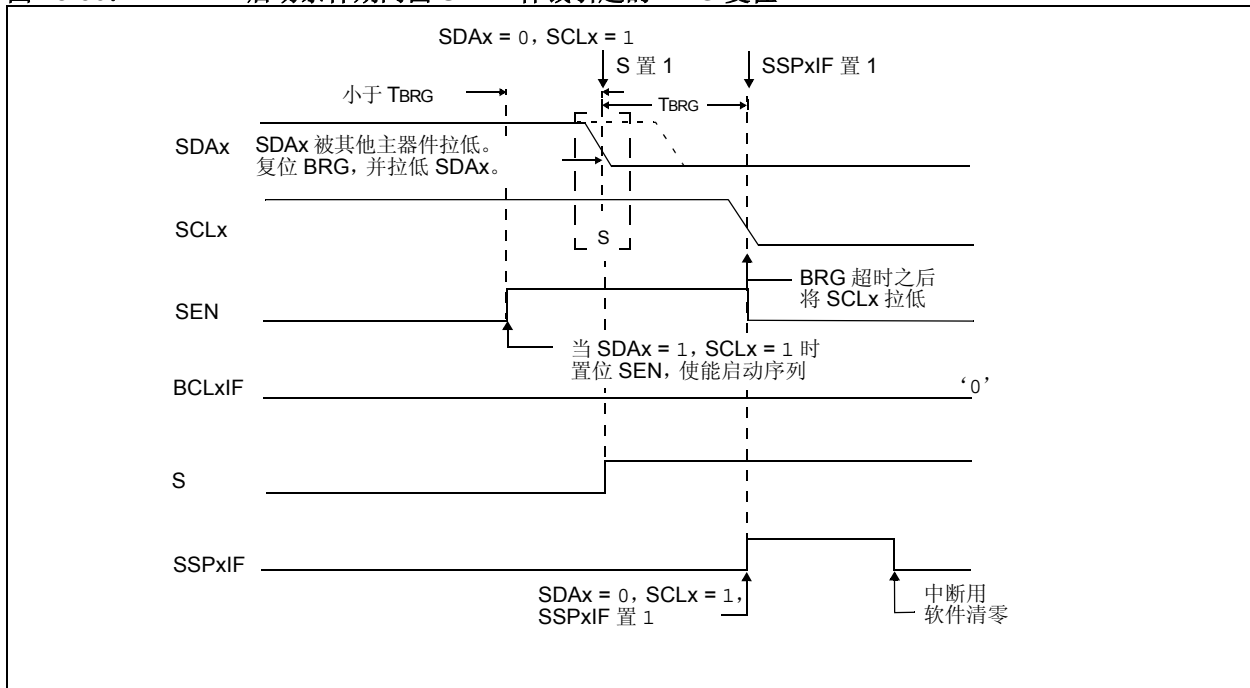 SDAx = 0，SCLx = 1
S 置 1
SSPxIF 置 1
小于 TBRG
TBRG
SDAx
SDAx 被其他主器件拉低。
复位 BRG，并拉低 SDAx。
SCLx
S
BRG 超时之后
将 SCLx 拉低
SEN
当 SDAx = 1，SCLx = 1 时
置位 SEN，使能启动序列
BCLxIF
‘0’
S
SSPxIF
SDAx = 0，SCLx = 1，
SSPxIF 置 1
中断用
软件清零